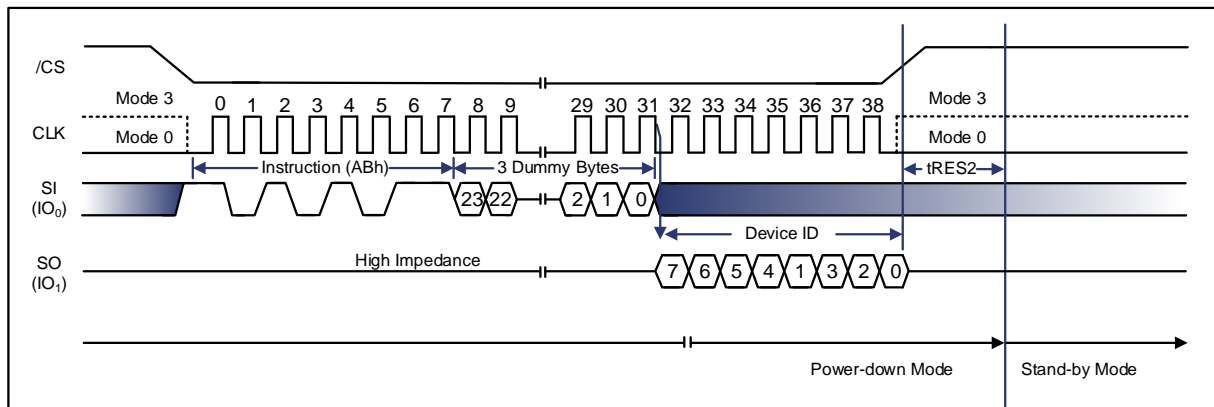 /CS
Mode 3
0 1 2 3 4 5 6 7 8 9 29 30 31 32 33 34 35 36 37 38
Mode 3
CLK
Mode 0
Mode 0
Instruction (ABh)
3 Dummy Bytes
tRES2
SI
(IO0)
23 22 2 1 0
Device ID
High Impedance
SO
(IO1)
7 6 5 4 1 3 2 0
Power-down Mode
Stand-by Mode